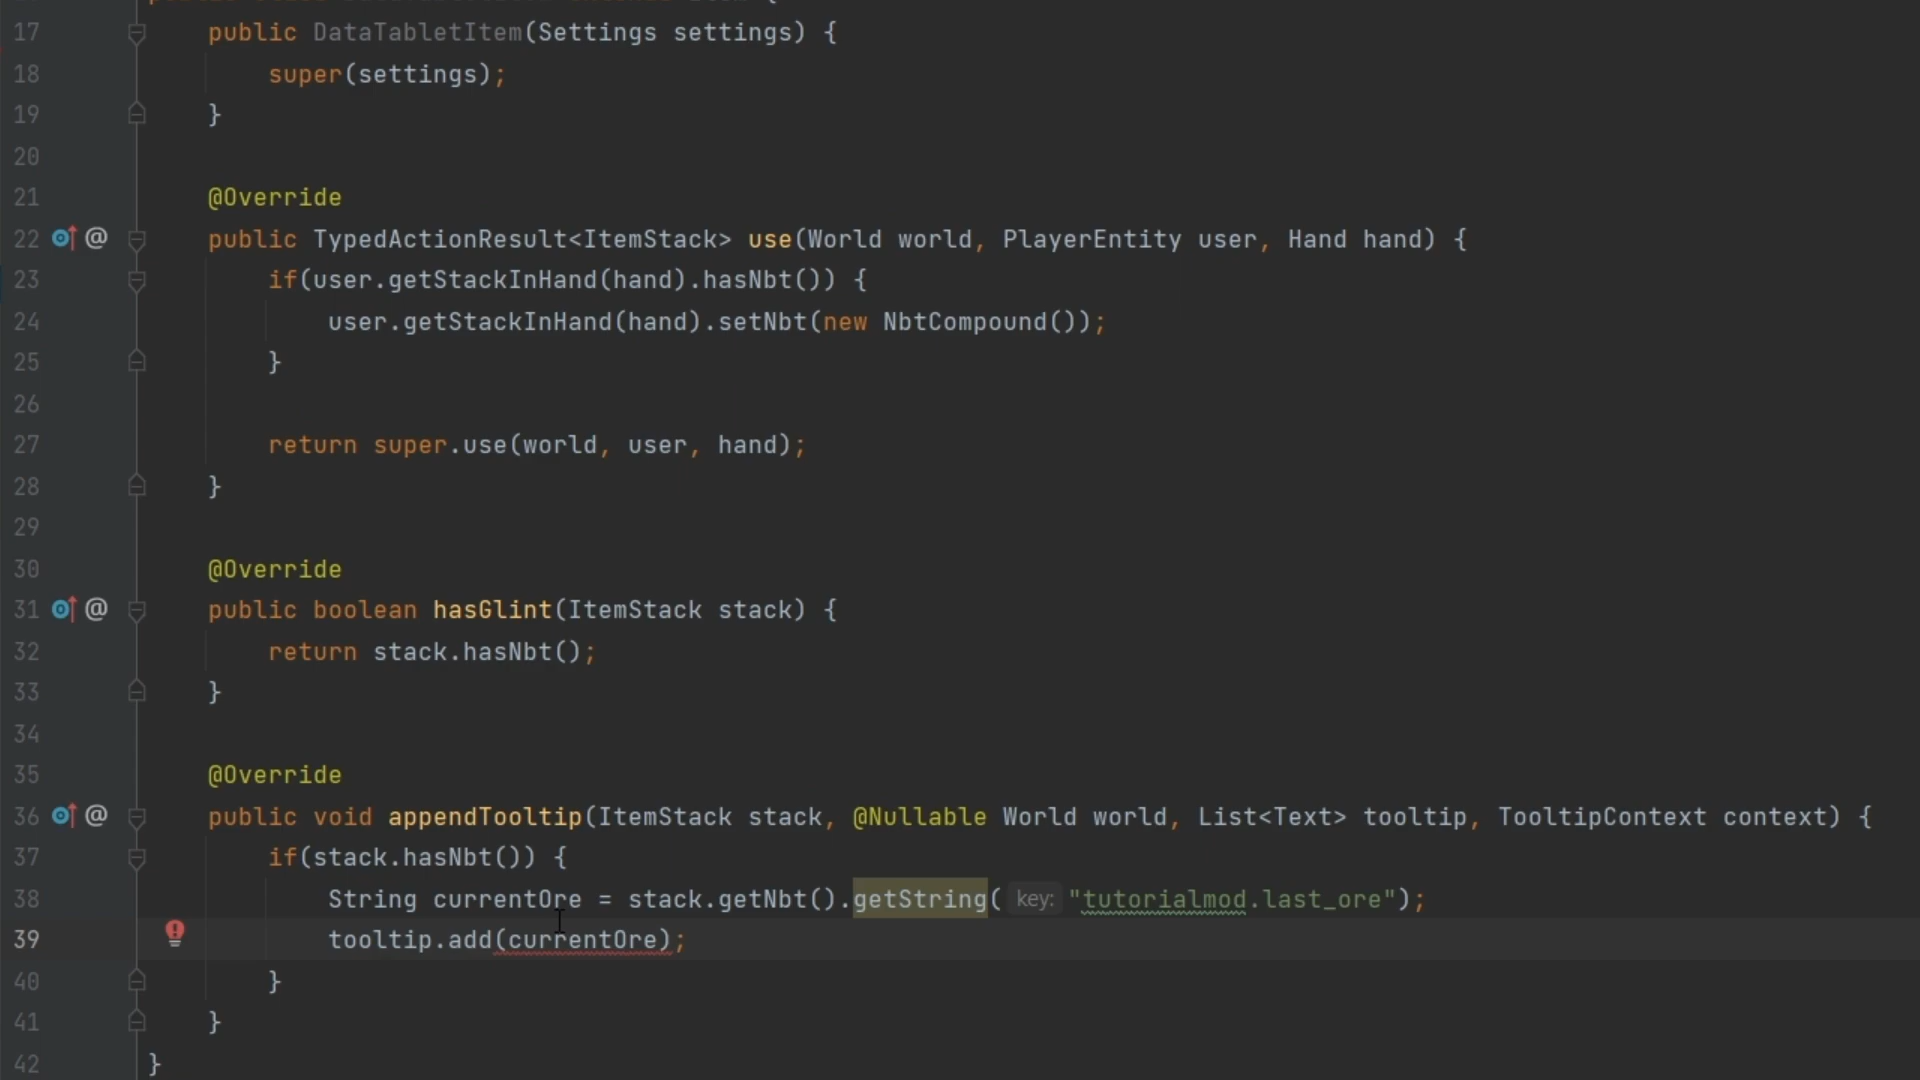 17 public DataTabletItem(Settings settings) {
18 super(settings);
19 }
20
21 @Override
22 @ public TypedActionResult<ItemStack> use(World world, PlayerEntity user, Hand hand) {
23 if(user.getStackInHand(hand).hasNbt()) {
24 user.getStackInHand(hand).setNbt(new NbtCompound());
25 }
26
27 return super.use(world, user, hand);
28 }
29
30 @Override
31 @ public boolean hasGlint(ItemStack stack) {
32 return stack.hasNbt();
33 }
34
35 @Override
36 @ public void appendTooltip(ItemStack stack, @Nullable World world, List<Text> tooltip, TooltipContext context) {
37 if(stack.hasNbt()) {
38 String currentOre = stack.getNbt().getString( key: "tutorialmod.last_ore");
39 tooltip.add(currentOre);
40 }
41 }
42 }